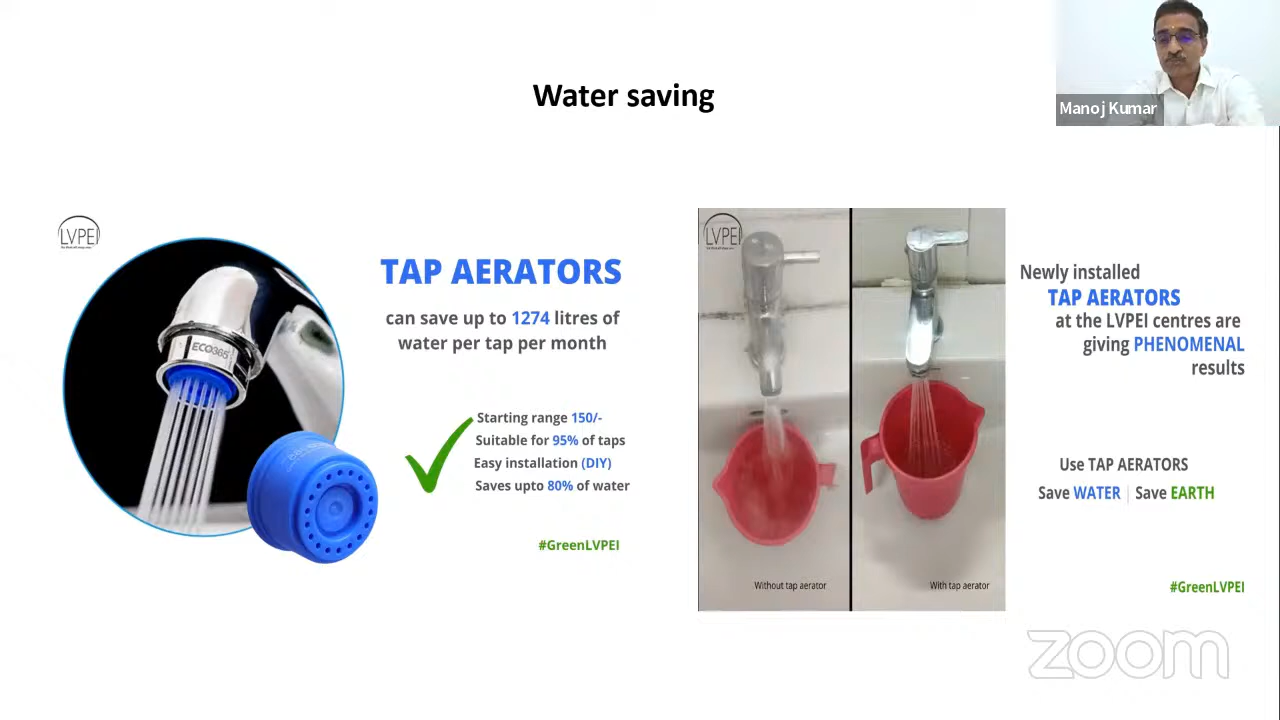 Manoj Kumar
Water saving
LVPEI
TAP AERATORS
can save up to 1274 litres of
water per tap per month
ECO365
Starting range 150/-
Suitable for 95% of taps
Easy installation (DIY)
Saves upto 80% of water
#GreenLVPEI
LVPEI
Without tap aerator
With tap aerator
Newly installed
TAP AERATORS
at the LVPEI centres are
giving PHENOMENAL
results
Use TAP AERATORS
Save WATER | Save EARTH
#GreenLVPEI
zoom